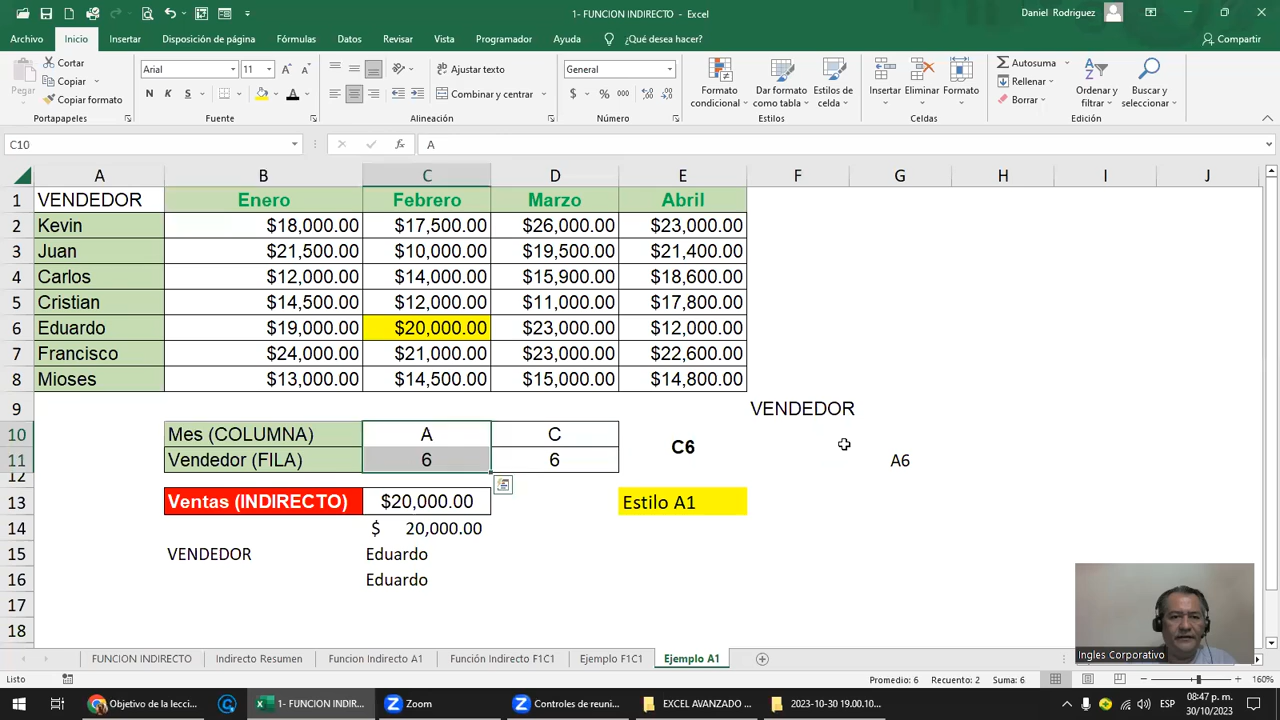 1- FUNCION INDIRECTO - Excel
Daniel Rodriguez
Archivo Inicio Insertar Disposición de página Fórmulas Datos Revisar Vista Programador Ayuda ¿Qué desea hacer? Compartir
Pegar
Cortar
Copiar
Copiar formato
Portapapeles
Arial 11
N K S
Fuente
Ajustar texto
Combinar y centrar
Alineación
General
$ % 000
Número
Formato condicional
Dar formato como tabla
Estilos de celda
Estilos
Insertar Eliminar Formato
Celdas
Autosuma
Rellenar
Borrar
Ordenar y filtrar
Buscar y seleccionar
Edición
C10 fx A
A B C D E F G H I J
1 VENDEDOR Enero Febrero Marzo Abril
2 Kevin $18,000.00 $17,500.00 $26,000.00 $23,000.00
3 Juan $21,500.00 $10,000.00 $19,500.00 $21,400.00
4 Carlos $12,000.00 $14,000.00 $15,900.00 $18,600.00
5 Cristian $14,500.00 $12,000.00 $11,000.00 $17,800.00
6 Eduardo $19,000.00 $20,000.00 $23,000.00 $12,000.00
7 Francisco $24,000.00 $21,000.00 $23,000.00 $22,600.00
8 Mioses $13,000.00 $14,500.00 $15,000.00 $14,800.00
9 VENDEDOR
10 Mes (COLUMNA) A C C6
11 Vendedor (FILA) 6 6 A6
12
13 Ventas (INDIRECTO) $20,000.00 Estilo A1
14 $ 20,000.00
15 VENDEDOR Eduardo
16 Eduardo
17
18
Ingles Corporativo
FUNCION INDIRECTO Indirecto Resumen Funcion Indirecto A1 Función Indirecto F1C1 Ejemplo F1C1 Ejemplo A1
Listo Promedio: 6 Recuento: 2 Suma: 6 160%
Objetivo de la lecci... 1- FUNCION INDIR... Zoom Controles de reuni... EXCEL AVANZADO ... 2023-10-30 19.00.10... ESP 08:47 p. m.
30/10/2023